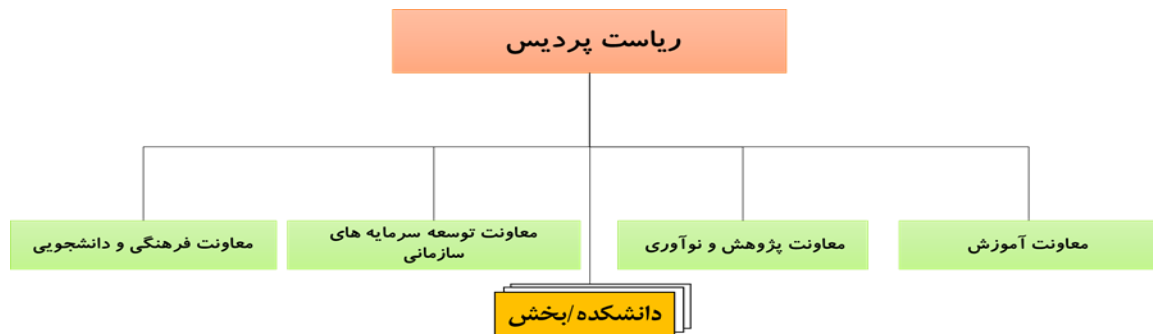 ریاست پردیس
معاونت آموزش
معاونت پژوهش و نوآوری
معاونت توسعه سرمایه های
سازمانی
معاونت فرهنگی و دانشجویی
دانشکده/بخش